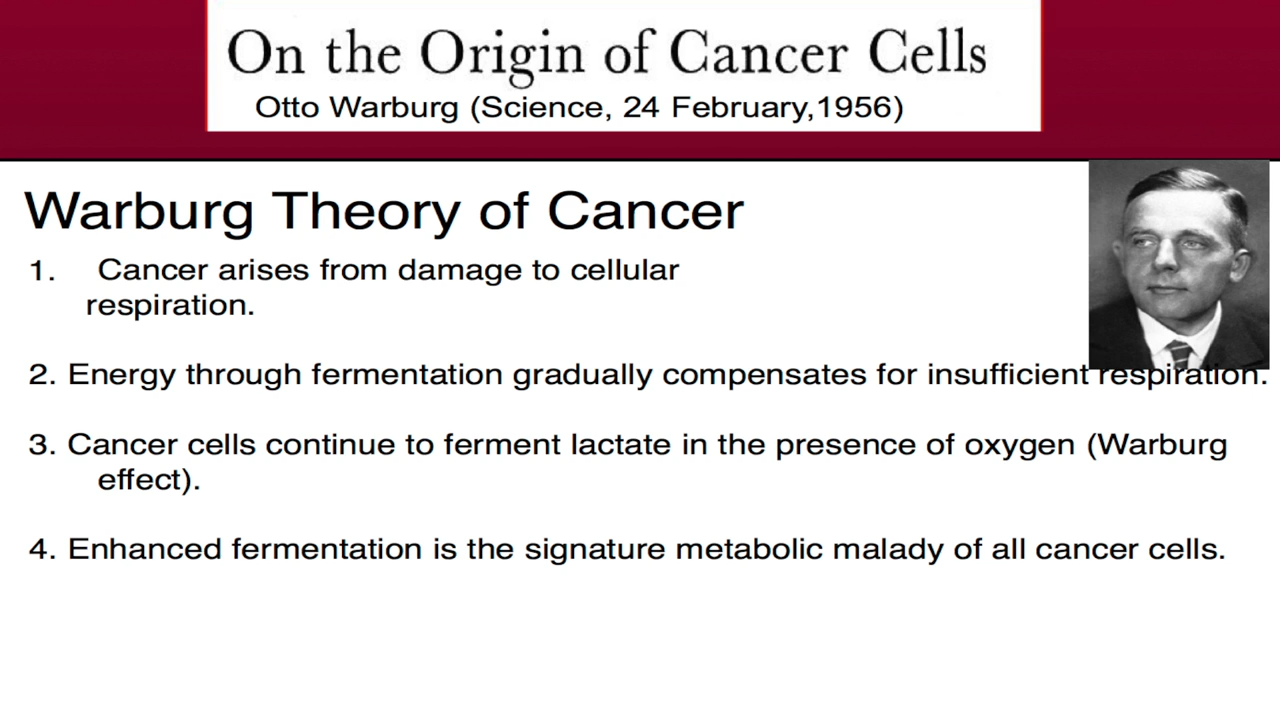 On the Origin of Cancer Cells
Otto Warburg (Science, 24 February,1956)
Warburg Theory of Cancer
1. Cancer arises from damage to cellular
respiration.
2. Energy through fermentation gradually compensates for insufficient respiration.
3. Cancer cells continue to ferment lactate in the presence of oxygen (Warburg
effect).
4. Enhanced fermentation is the signature metabolic malady of all cancer cells.